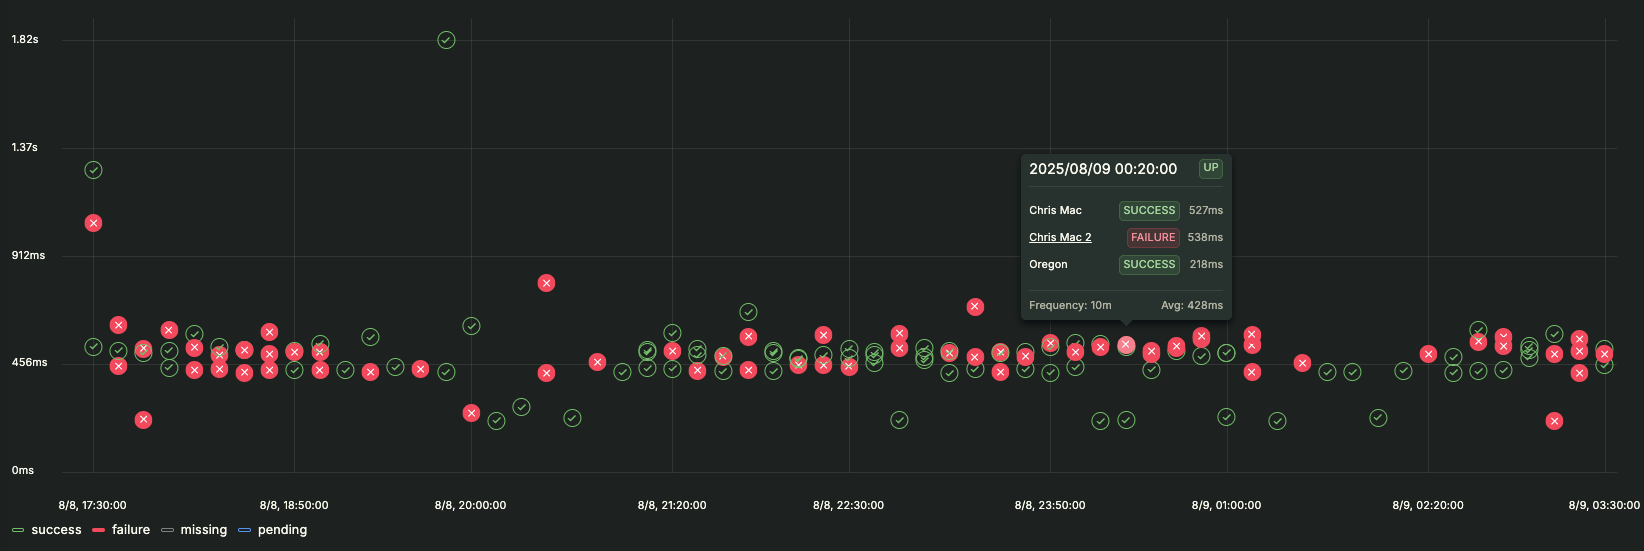 1.82s
1.37s
912ms
456ms
0ms
2025/08/09 00:20:00 UP
Chris Mac SUCCESS 527ms
Chris Mac 2 FAILURE 538ms
Oregon SUCCESS 218ms
Frequency: 10m Avg: 428ms
8/8, 17:30:00 8/8, 18:50:00 8/8, 20:00:00 8/8, 21:20:00 8/8, 22:30:00 8/8, 23:50:00 8/9, 01:00:00 8/9, 02:20:00 8/9, 03:30:00
success failure missing pending